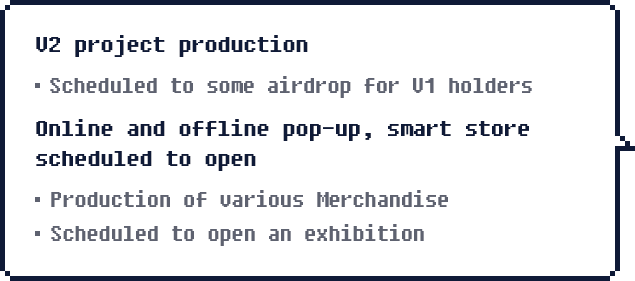 V2 project production
▪ Scheduled to some airdrop for V1 holders
Online and offline pop-up, smart store
scheduled to open
▪ Production of various Merchandise
▪ Scheduled to open an exhibition